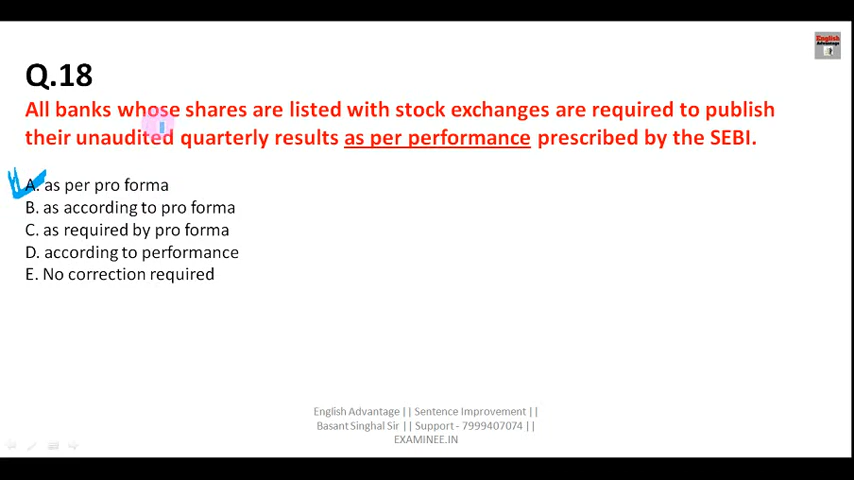 English
Advantage
Q.18
All banks whose shares are listed with stock exchanges are required to publish
their unaudited quarterly results as per performance prescribed by the SEBI.
A. as per pro forma
B. as according to pro forma
C. as required by pro forma
D. according to performance
E. No correction required
English Advantage || Sentence Improvement ||
Basant Singhal Sir || Support - 7999407074 ||
EXAMINEE.IN